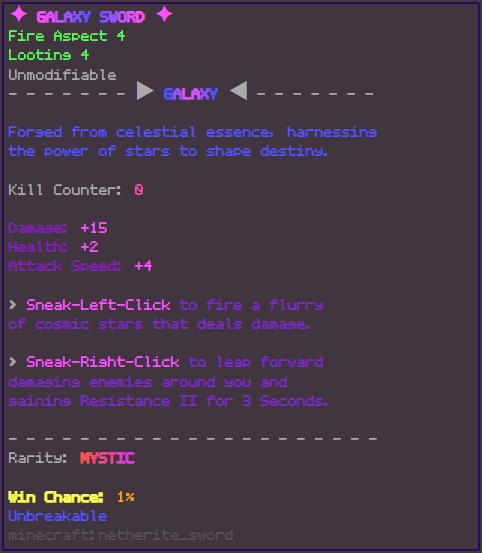 ✦ GALAXY SWORD ✦
Fire Aspect 4
Looting 4
Unmodifiable
- - - - - - - ▶ GALAXY ◀ - - - - - - -
Forged from celestial essence, harnessing
the power of stars to shape destiny.
Kill Counter: 0
Damage: +15
Health: +2
Attack Speed: +4
> Sneak-Left-Click to fire a flurry
of cosmic stars that deals damage.
> Sneak-Right-Click to leap forward
damaging enemies around you and
gaining Resistance II for 3 Seconds.
- - - - - - - - - - - - - - - - - - - - -
Rarity: MYSTIC
Win Chance: 1%
Unbreakable
minecraft:netherite_sword